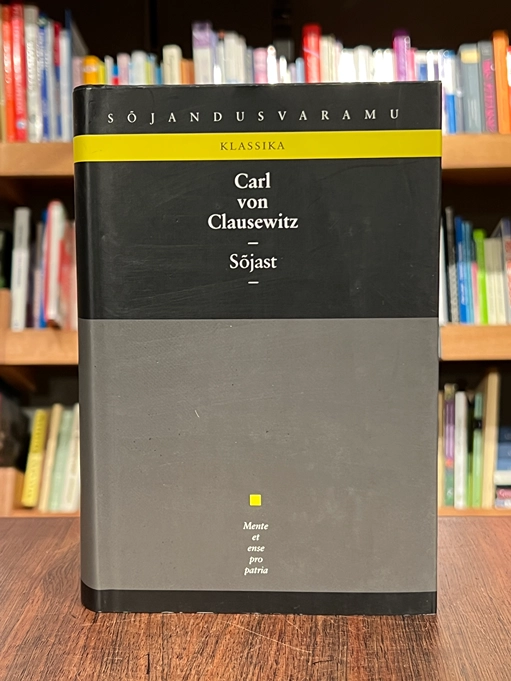 SÕJANDUSVARAMU
KLASSIKA
Carl
von
Clausewitz
–
Sõjast
–
Mente
et
ense
pro
patria